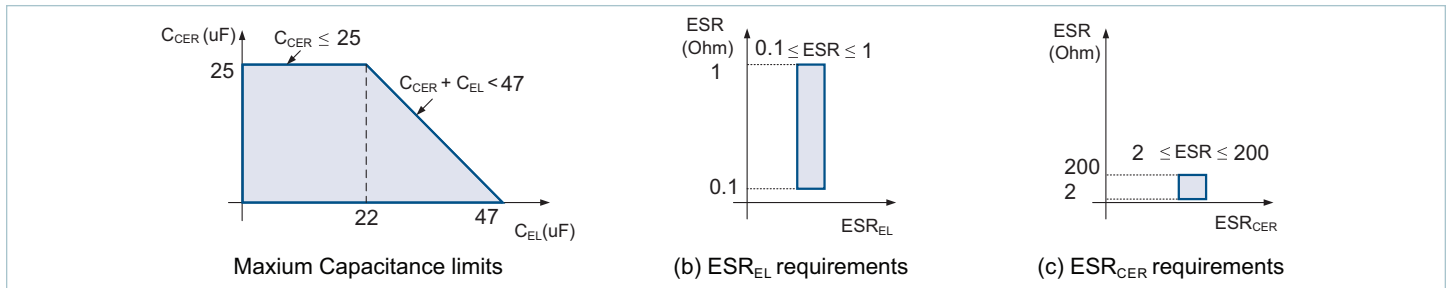 C_CER (uF)
C_CER ≤ 25
25
C_CER + C_EL < 47
22
47
C_EL(uF)
Maxium Capacitance limits
ESR
(Ohm)
0.1 ≤ ESR ≤ 1
1
0.1
ESR_EL
(b) ESR_EL requirements
ESR
(Ohm)
2 ≤ ESR ≤ 200
200
2
ESR_CER
(c) ESR_CER requirements